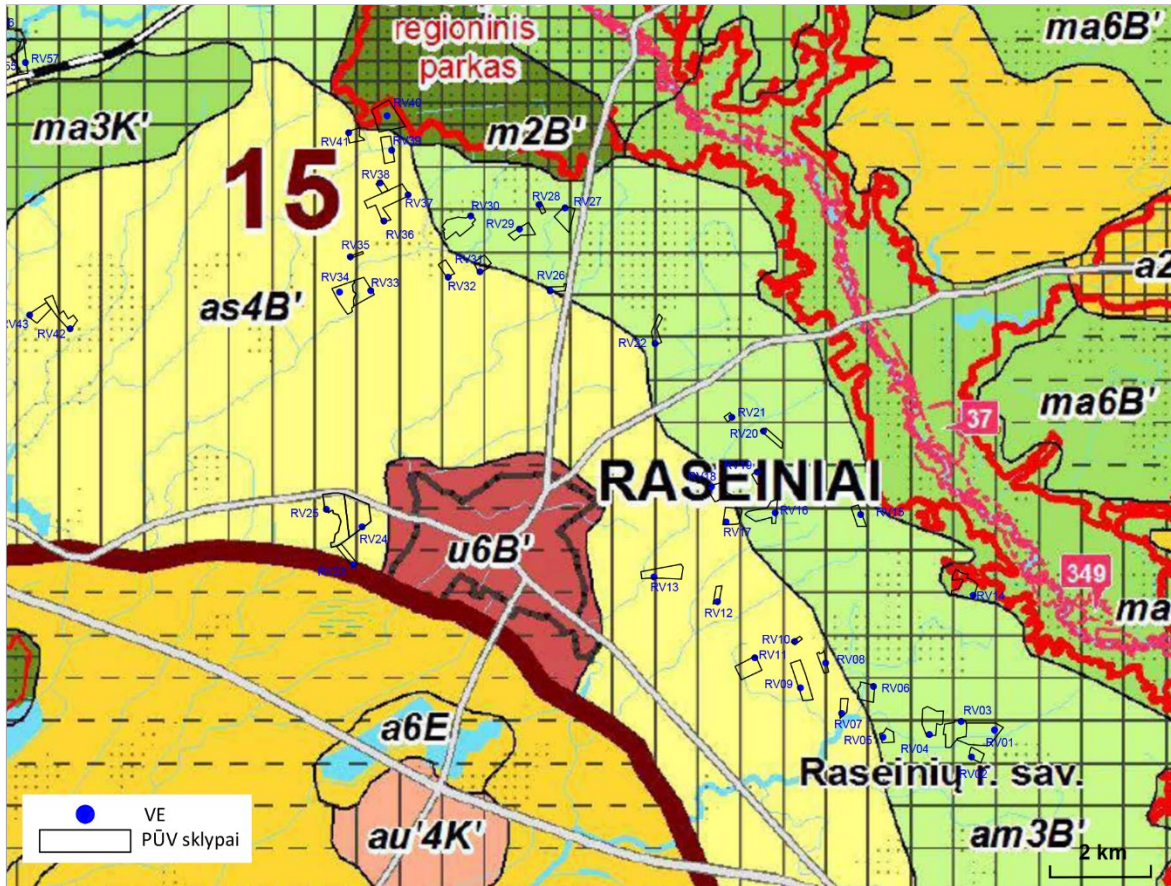 regioninis
parkas
ma6B'
RV57
ma3K'
m2B'
RV40
RV41
RV39
15
RV38
RV37
RV36
RV30
RV28
RV27
RV29
RV35
RV31
RV32
RV34
RV33
RV26
a2
as4B'
RV43
RV42
RV22
ma6B'
RV21
RV20
37
RASEINIAI
RV19
RV18
RV25
RV24
RV17
RV16
RV15
u6B'
RV13
RV12
349
RV14
ma
RV10
RV11
RV08
RV09
RV06
RV07
RV03
RV05
RV04
RV01
RV02
a6E
Raseinių r. sav.
VE
PŪV sklypai
au'4K'
am3B'
2 km